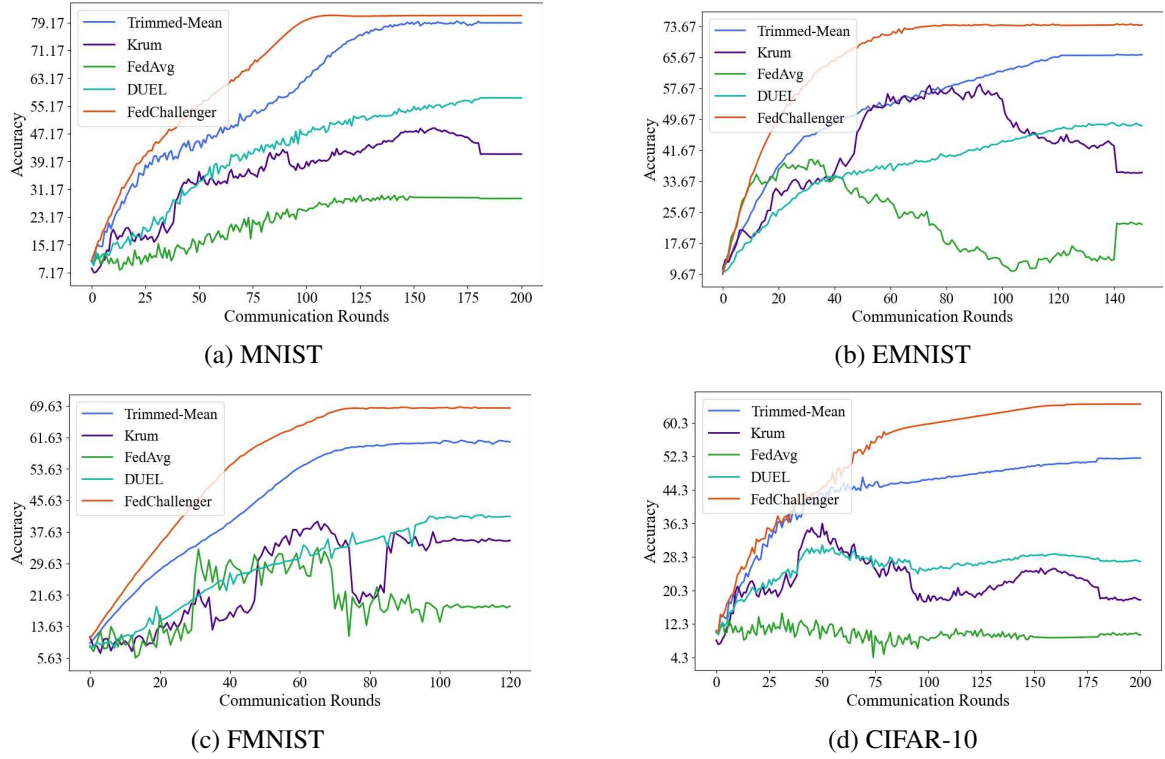 79.17
71.17
63.17
55.17
47.17
39.17
31.17
23.17
15.17
7.17
Accuracy
Trimmed-Mean
Krum
FedAvg
DUEL
FedChallenger
0 25 50 75 100 125 150 175 200
Communication Rounds
(a) MNIST
73.67
65.67
57.67
49.67
41.67
33.67
25.67
17.67
9.67
Accuracy
Trimmed-Mean
Krum
FedAvg
DUEL
FedChallenger
0 20 40 60 80 100 120 140
Communication Rounds
(b) EMNIST
69.63
61.63
53.63
45.63
37.63
29.63
21.63
13.63
5.63
Accuracy
Trimmed-Mean
Krum
FedAvg
DUEL
FedChallenger
0 20 40 60 80 100 120
Communication Rounds
(c) FMNIST
60.3
52.3
44.3
36.3
28.3
20.3
12.3
4.3
Accuracy
Trimmed-Mean
Krum
FedAvg
DUEL
FedChallenger
0 25 50 75 100 125 150 175 200
Communication Rounds
(d) CIFAR-10